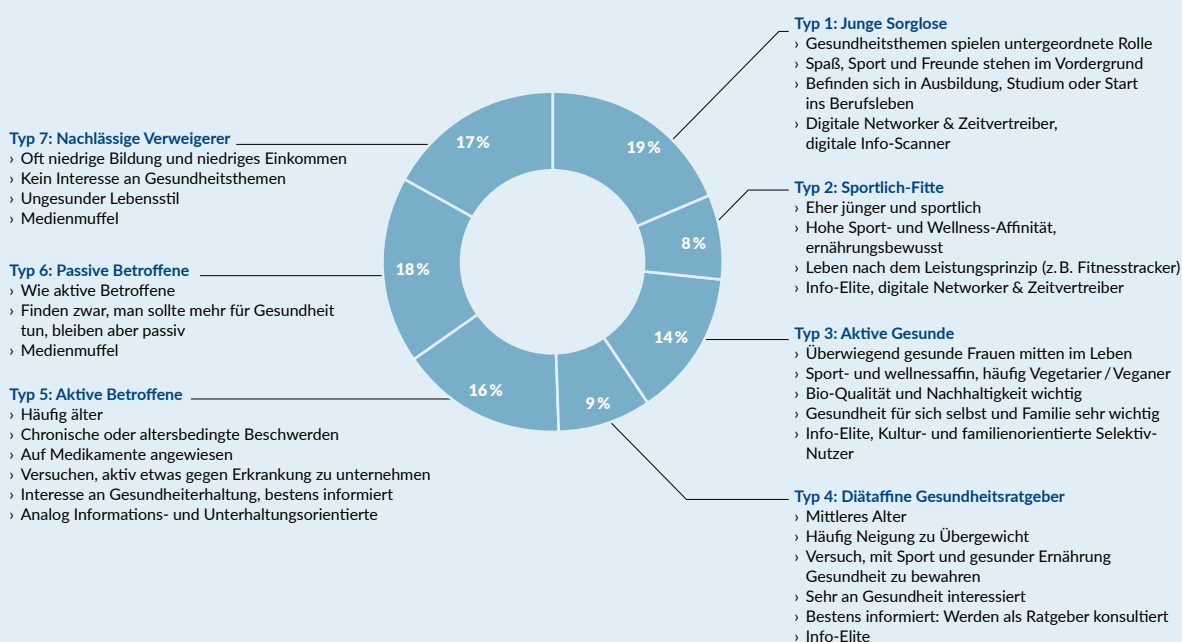 Typ 1: Junge Sorglose
› Gesundheitsthemen spielen untergeordnete Rolle
› Spaß, Sport und Freunde stehen im Vordergrund
› Befinden sich in Ausbildung, Studium oder Start
ins Berufsleben
› Digitale Networker & Zeitvertreiber,
digitale Info-Scanner
Typ 2: Sportlich-Fitte
› Eher jünger und sportlich
› Hohe Sport- und Wellness-Affinität,
ernährungsbewusst
› Leben nach dem Leistungsprinzip (z. B. Fitnesstracker)
› Info-Elite, digitale Networker & Zeitvertreiber
Typ 3: Aktive Gesunde
› Überwiegend gesunde Frauen mitten im Leben
› Sport- und wellnessaffin, häufig Vegetarier / Veganer
› Bio-Qualität und Nachhaltigkeit wichtig
› Gesundheit für sich selbst und Familie sehr wichtig
› Info-Elite, Kultur- und familienorientierte Selektiv-
Nutzer
Typ 4: Diätaffine Gesundheitsratgeber
› Mittleres Alter
› Häufig Neigung zu Übergewicht
› Versuch, mit Sport und gesunder Ernährung
Gesundheit zu bewahren
› Sehr an Gesundheit interessiert
› Bestens informiert: Werden als Ratgeber konsultiert
› Info-Elite
Typ 5: Aktive Betroffene
› Häufig älter
› Chronische oder altersbedingte Beschwerden
› Auf Medikamente angewiesen
› Versuchen, aktiv etwas gegen Erkrankung zu unternehmen
› Interesse an Gesundheiterhaltung, bestens informiert
› Analog Informations- und Unterhaltungsorientierte
Typ 6: Passive Betroffene
› Wie aktive Betroffene
› Finden zwar, man sollte mehr für Gesundheit
tun, bleiben aber passiv
› Medienmuffel
Typ 7: Nachlässige Verweigerer
› Oft niedrige Bildung und niedriges Einkommen
› Kein Interesse an Gesundheitsthemen
› Ungesunder Lebensstil
› Medienmuffel
19 %
8 %
14 %
9 %
16 %
18 %
17 %